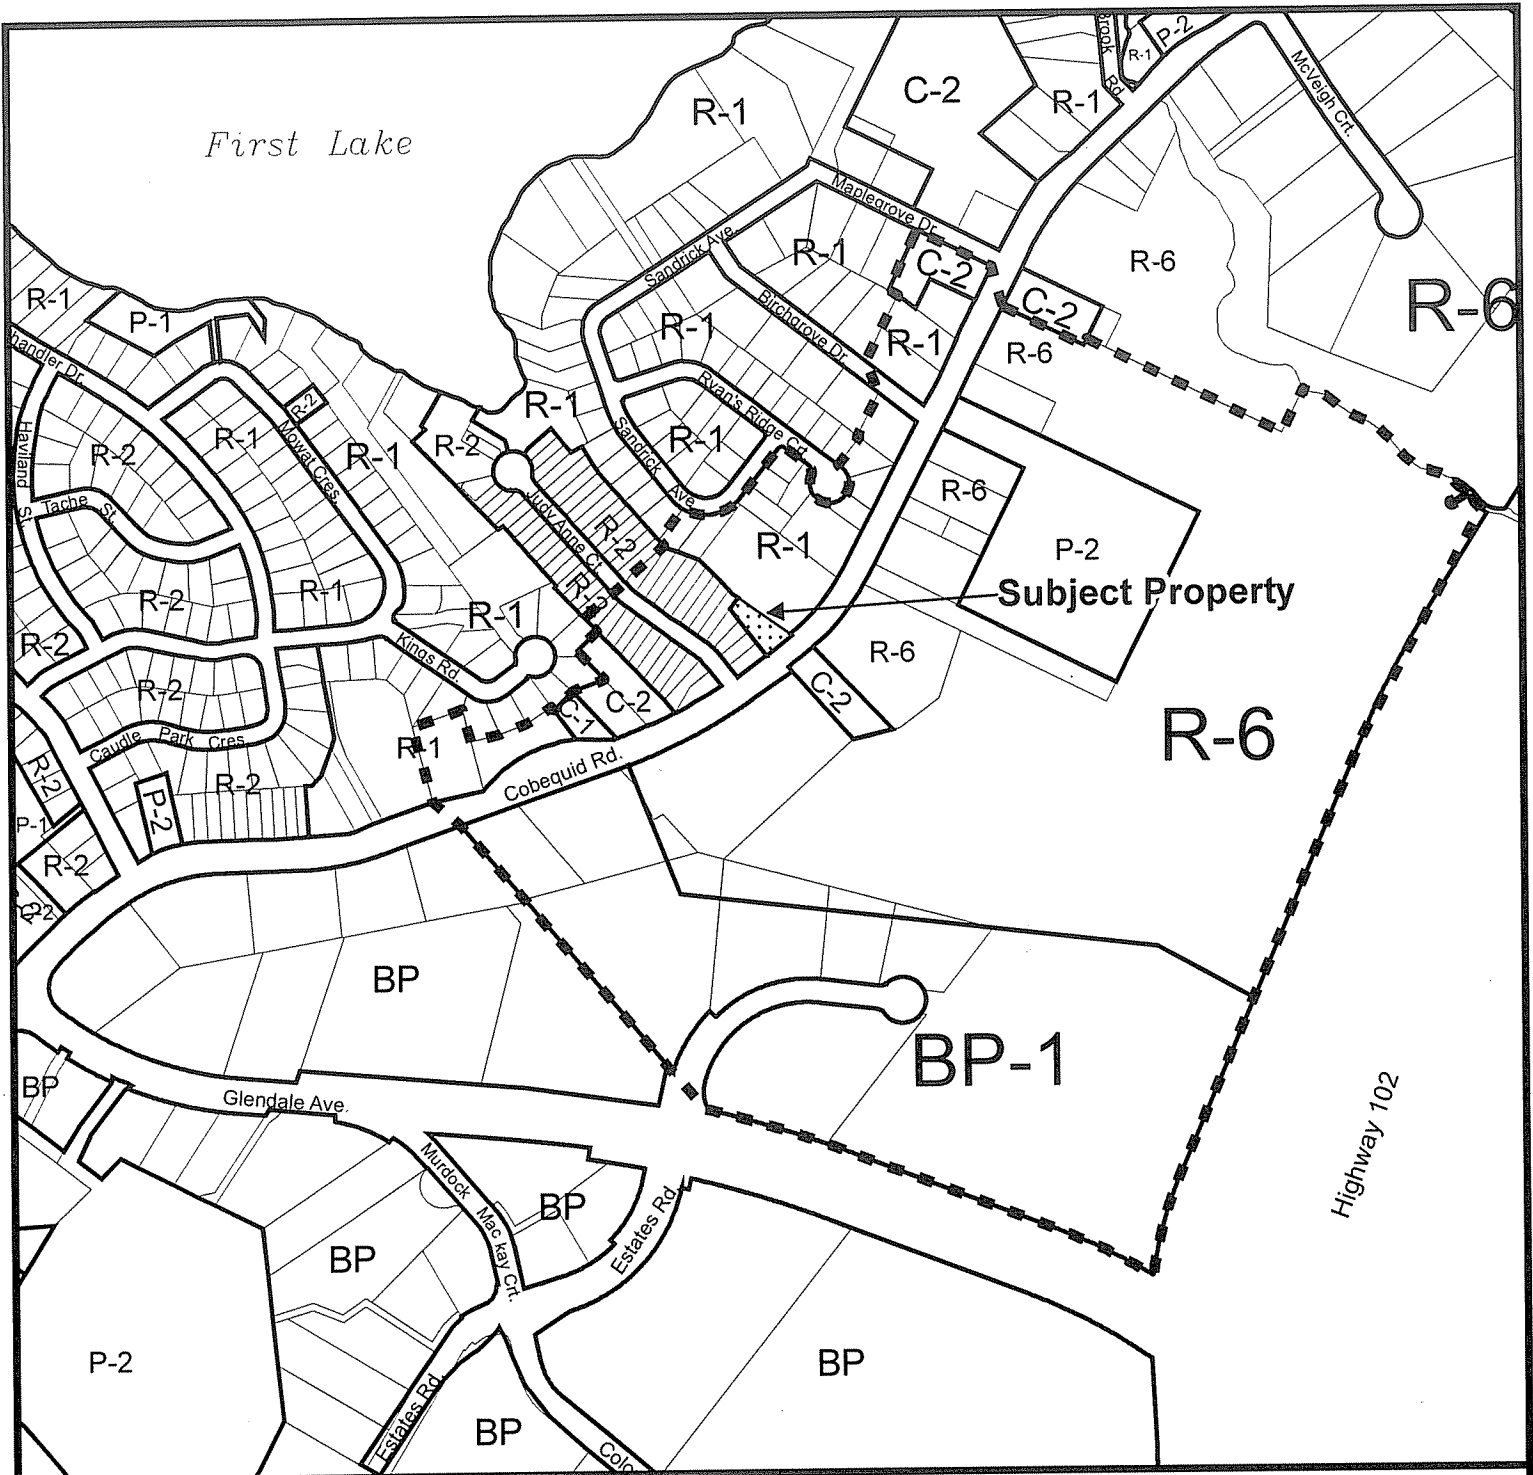 First Lake
R-1
C-2
R-1
brook Rd.
R-1
P-2
McVeigh Crt.
Maplegrove Dr.
Sandrick Ave.
R-1
C-2
R-6
C-2
R-6
R-1
P-1
R-1
Birchgrove Dr.
R-1
R-6
handler Dr.
Ryan's Ridge Crt.
R-2
R-1
R-1
Sandrick Ave.
Haviland St.
R-2
R-1
Mowat Cres.
R-1
R-2
R-6
Tache St.
Judy Anne Ct.
R-2
R-1
P-2
Subject Property
R-2
R-2
R-1
R-1
R-2
Kings Rd.
R-6
R-2
C-2
C-2
C-1
R-6
Caudle Park Cres.
R-1
R-2
R-2
P-2
Cobequid Rd.
P-1
R-2
BP
BP-1
BP
Glendale Ave.
Highway 102
Murdock Mac kay Crt.
BP
Estates Rd.
BP
P-2
BP
Estates Rd.
BP
Colo